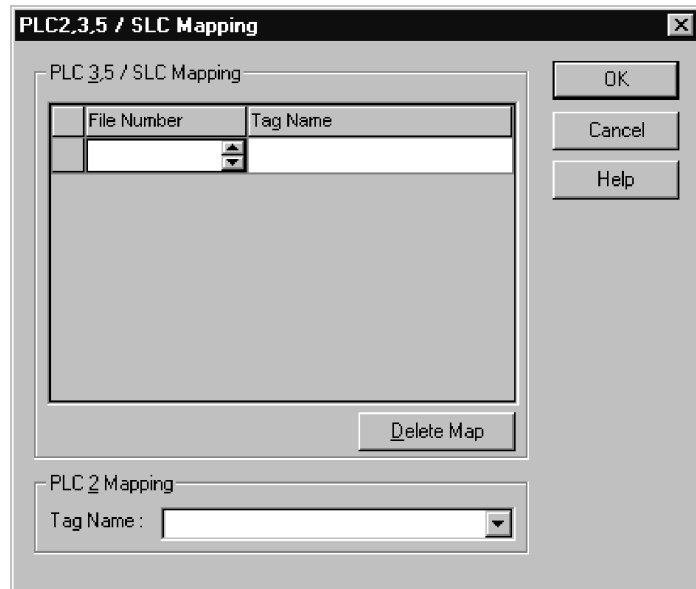 PLC2,3,5 / SLC Mapping
PLC 3,5 / SLC Mapping
File Number Tag Name
Delete Map
OK
Cancel
Help
PLC 2 Mapping
Tag Name :